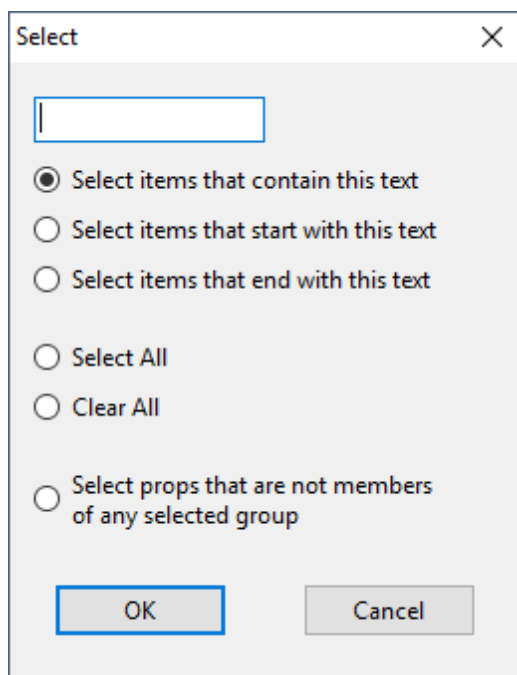 Select
Select items that contain this text
Select items that start with this text
Select items that end with this text
Select All
Clear All
Select props that are not members
of any selected group
OK
Cancel